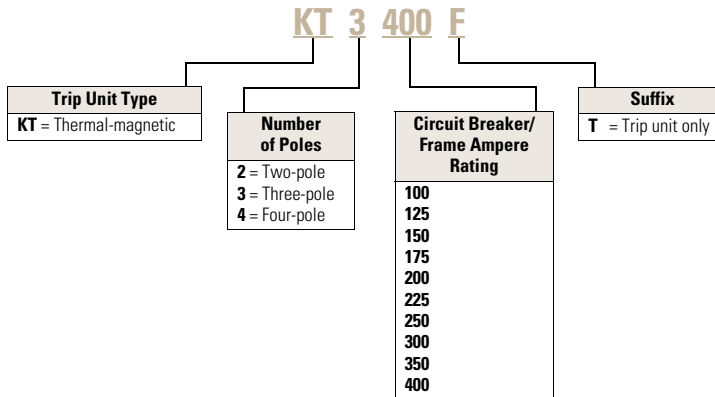 KT 3 400 F
Trip Unit Type
KT = Thermal-magnetic
Number
of Poles
2 = Two-pole
3 = Three-pole
4 = Four-pole
Circuit Breaker/
Frame Ampere
Rating
100
125
150
175
200
225
250
300
350
400
Suffix
T = Trip unit only